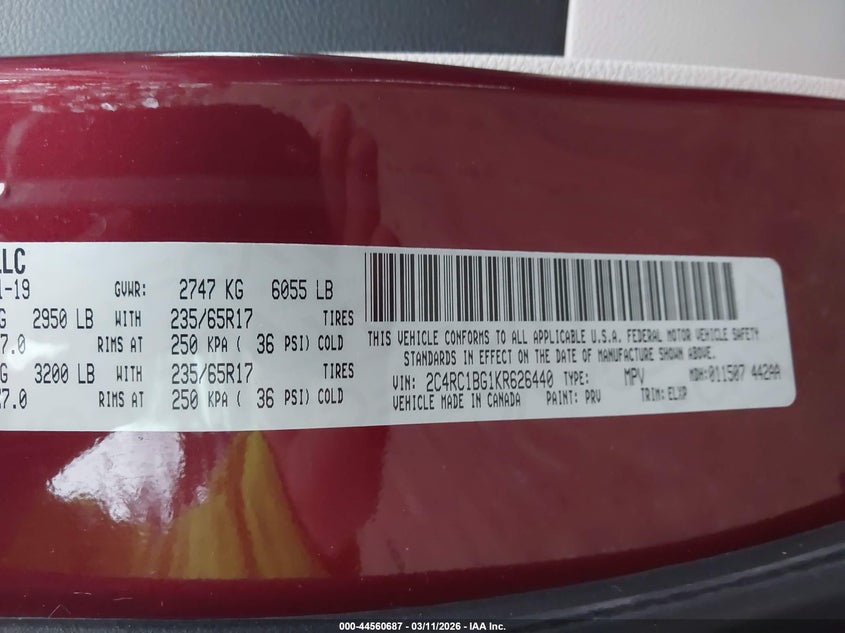 LLC
1-19 GVWR: 2747 KG 6055 LB
G 2950 LB WITH 235/65R17 TIRES
7.0 RIMS AT 250 KPA ( 36 PSI) COLD
G 3200 LB WITH 235/65R17 TIRES
7.0 RIMS AT 250 KPA ( 36 PSI) COLD
THIS VEHICLE CONFORMS TO ALL APPLICABLE U.S.A. FEDERAL MOTOR VEHICLE SAFETY
STANDARDS IN EFFECT ON THE DATE OF MANUFACTURE SHOWN ABOVE.
VIN: 2C4RC1BG1KR626440 TYPE: MPV MDH:011507 442AA
VEHICLE MADE IN CANADA PAINT: PRV TRIM: ELXP
000-44560687 - 03/11/2026 - IAA Inc.